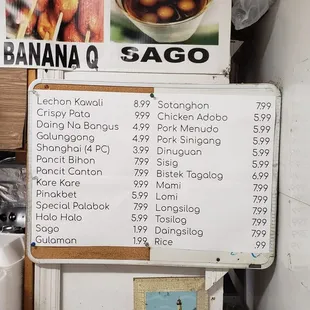 BANANA Q
SAGO
Lechon Kawali 8.99
Crispy Pata 9.99
Daing Na Bangus 4.99
Galunggong 4.99
Shanghai (4 PC) 3.99
Pancit Bihon 7.99
Pancit Canton 7.99
Kare Kare 9.99
Pinakbet 5.99
Special Palabok 7.99
Halo Halo 5.99
Sago 1.99
Gulaman 1.99
Sotanghon 7.99
Chicken Adobo 5.99
Pork Menudo 5.99
Pork Sinigang 5.99
Dinuguan 5.99
Sisig 5.99
Bistek Tagalog 6.99
Mami 7.99
Lomi 7.99
Longsilog 7.99
Tosilog 7.99
Daingsilog 7.99
Rice .99